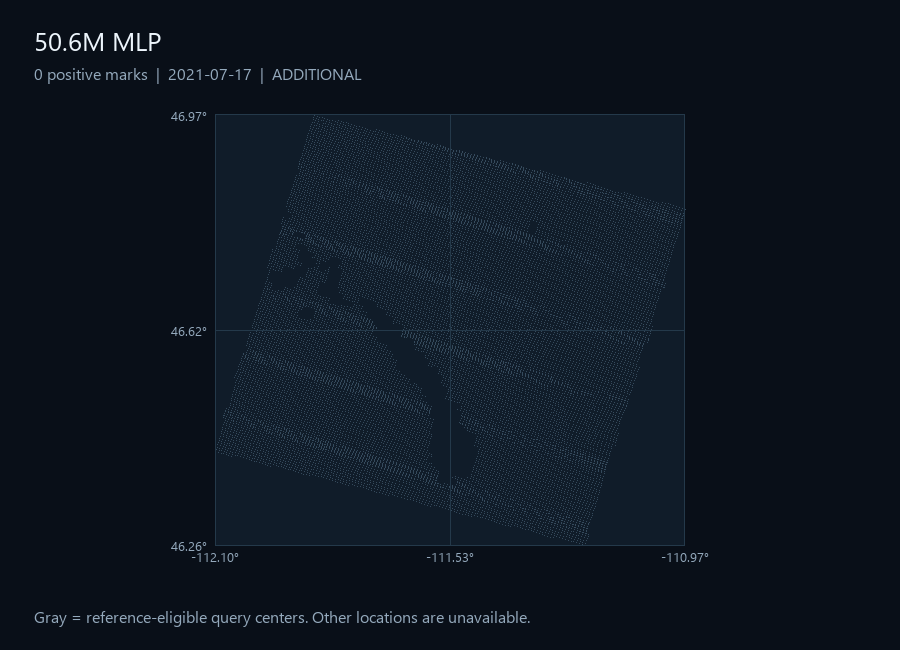 50.6M MLP
0 positive marks | 2021-07-17 | ADDITIONAL
46.97°
46.62°
46.26°
-112.10° -111.53° -110.97°
Gray = reference-eligible query centers. Other locations are unavailable.